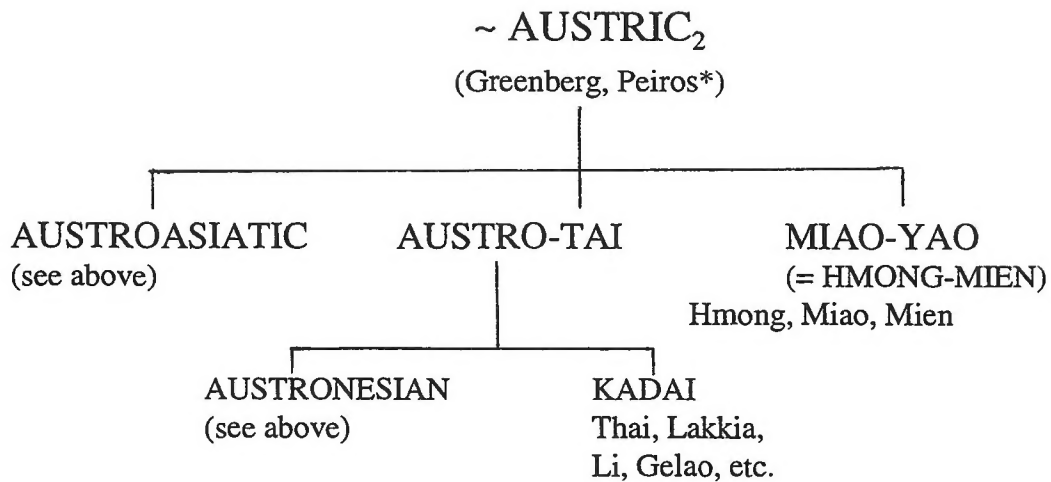 ~ AUSTRIC₂
(Greenberg, Peiros*)
AUSTROASIATIC
(see above)
AUSTRO-TAI
MIAO-YAO
(= HMONG-MIEN)
Hmong, Miao, Mien
AUSTRONESIAN
(see above)
KADAI
Thai, Lakkia,
Li, Gelao, etc.